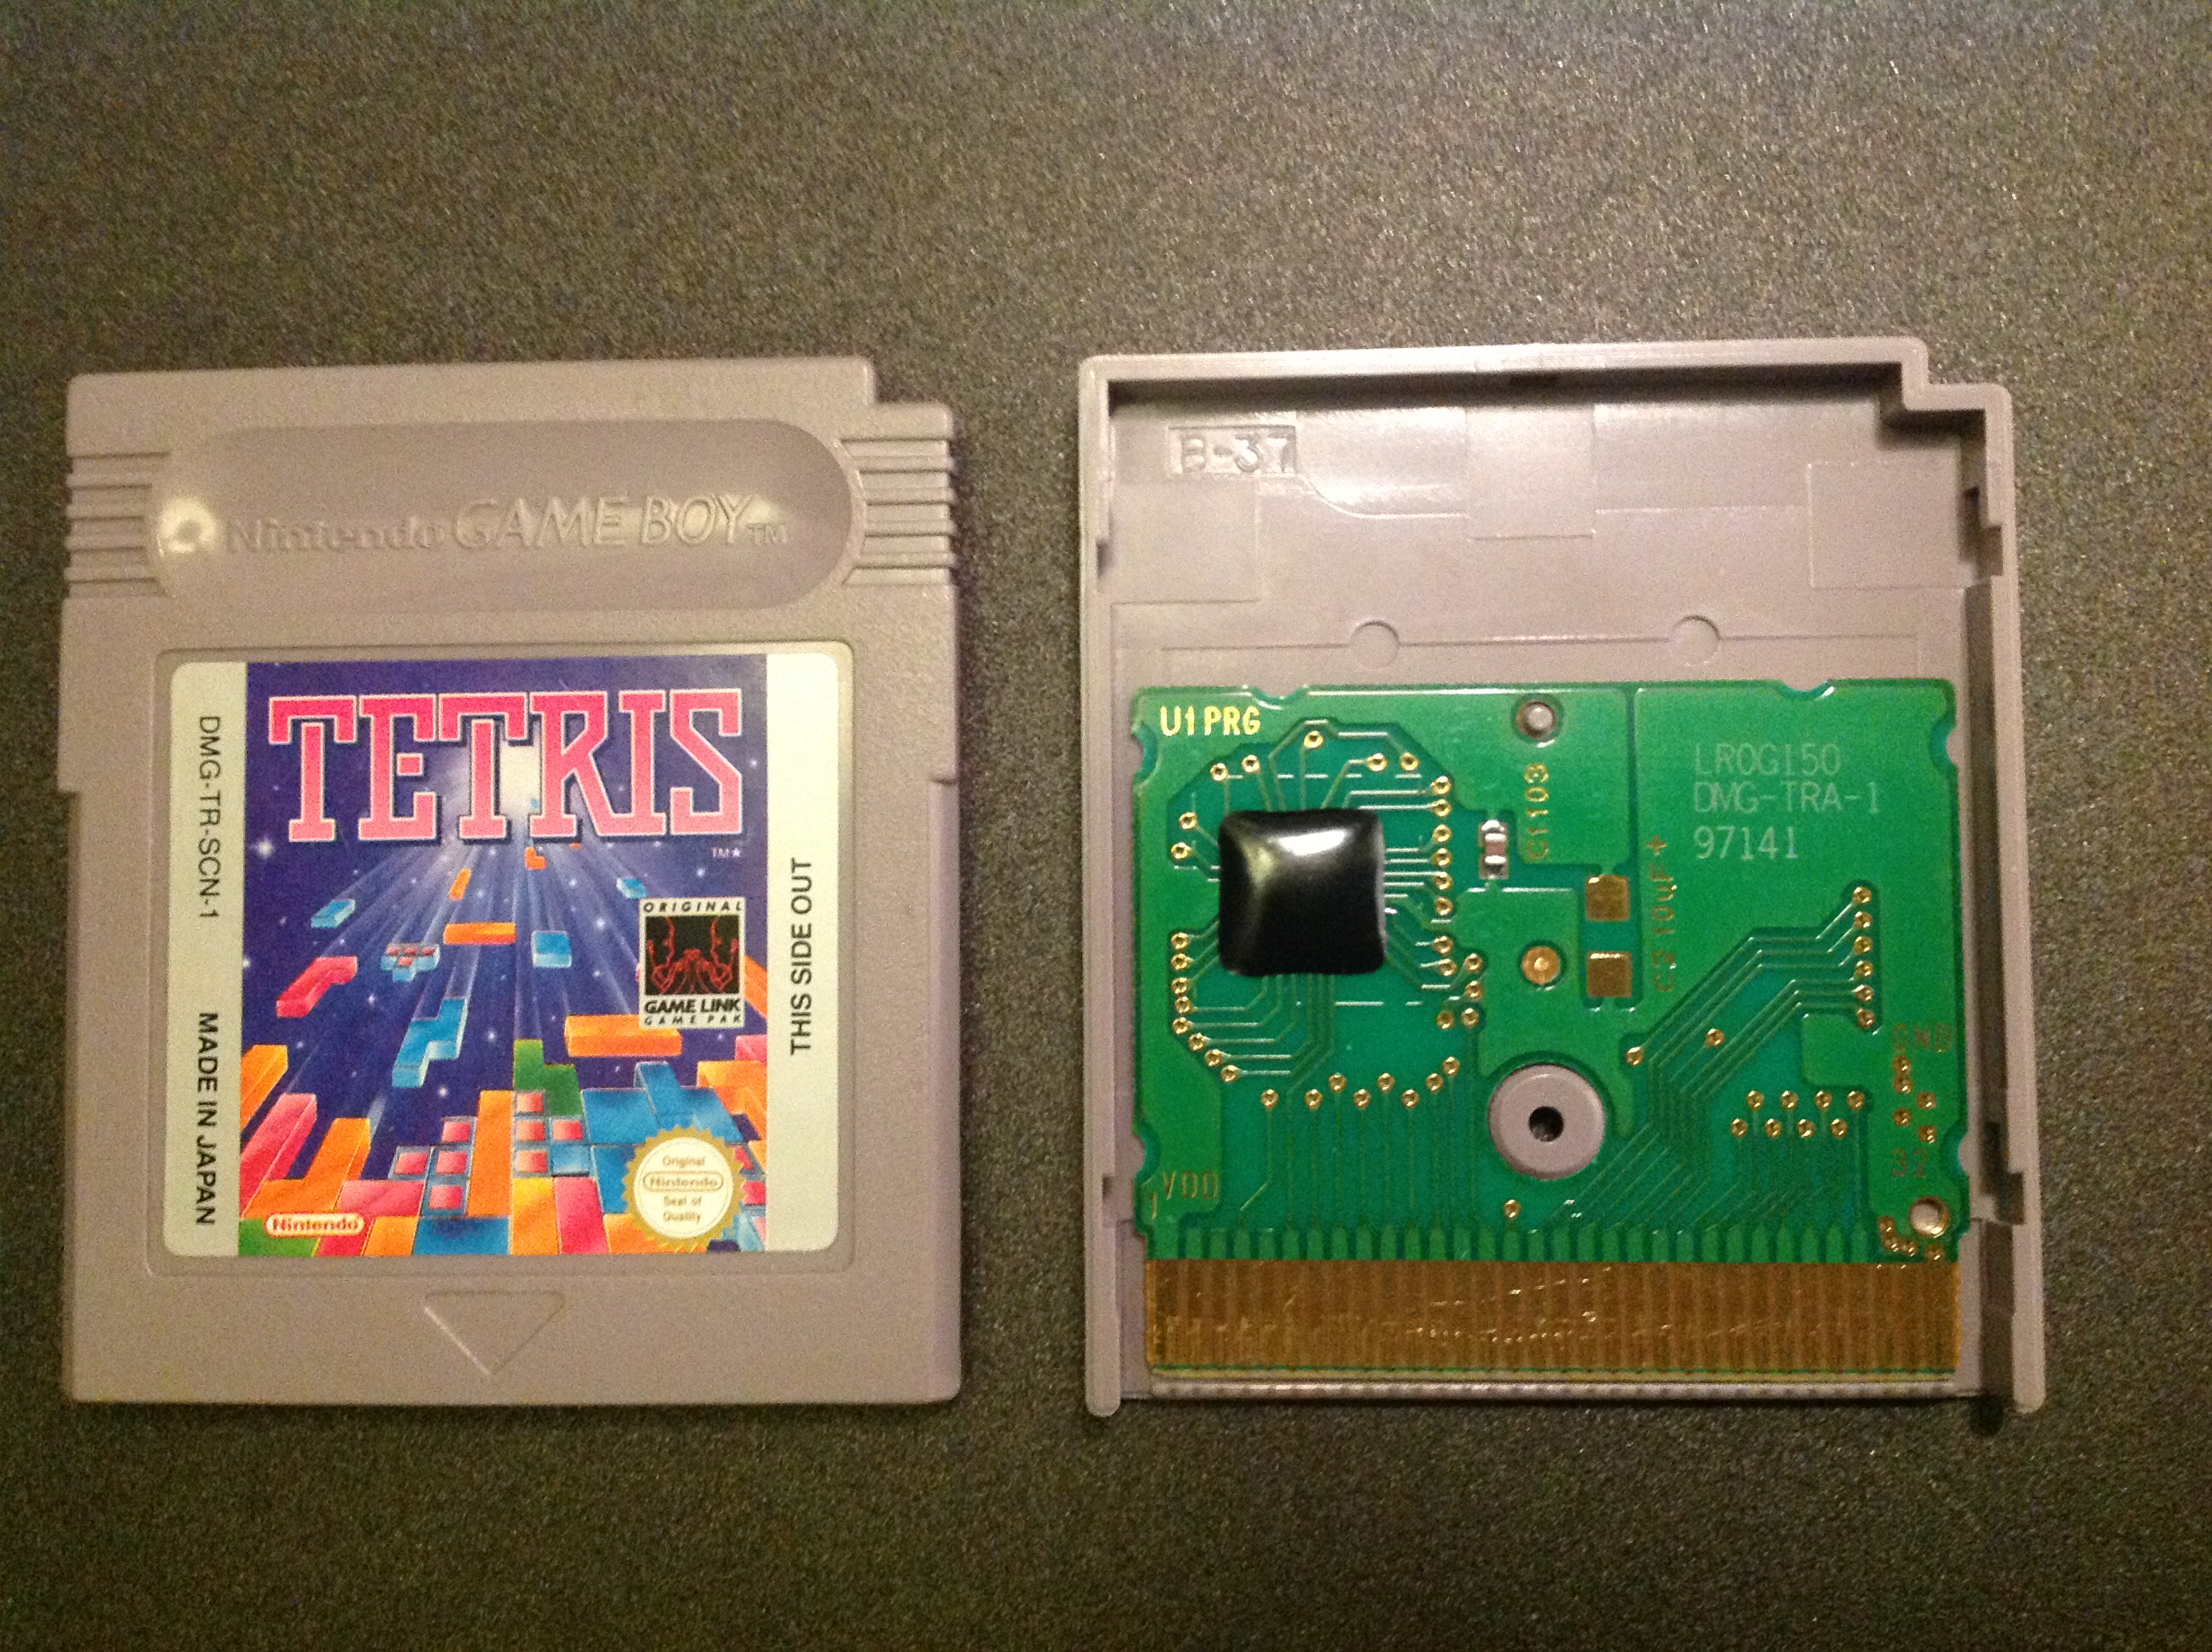 Nintendo GAME BOY TM
DMG-TR-SCN-1
MADE IN JAPAN
TETRIS
TM*
ORIGINAL
GAME LINK
GAME PAK
Original
Nintendo
Seal of
Quality
Nintendo
THIS SIDE OUT
B-37
U1 PRG
C1 103
C2 10uF+
LR0G150
DMG-TRA-1
97141
GND
32
VDD
1